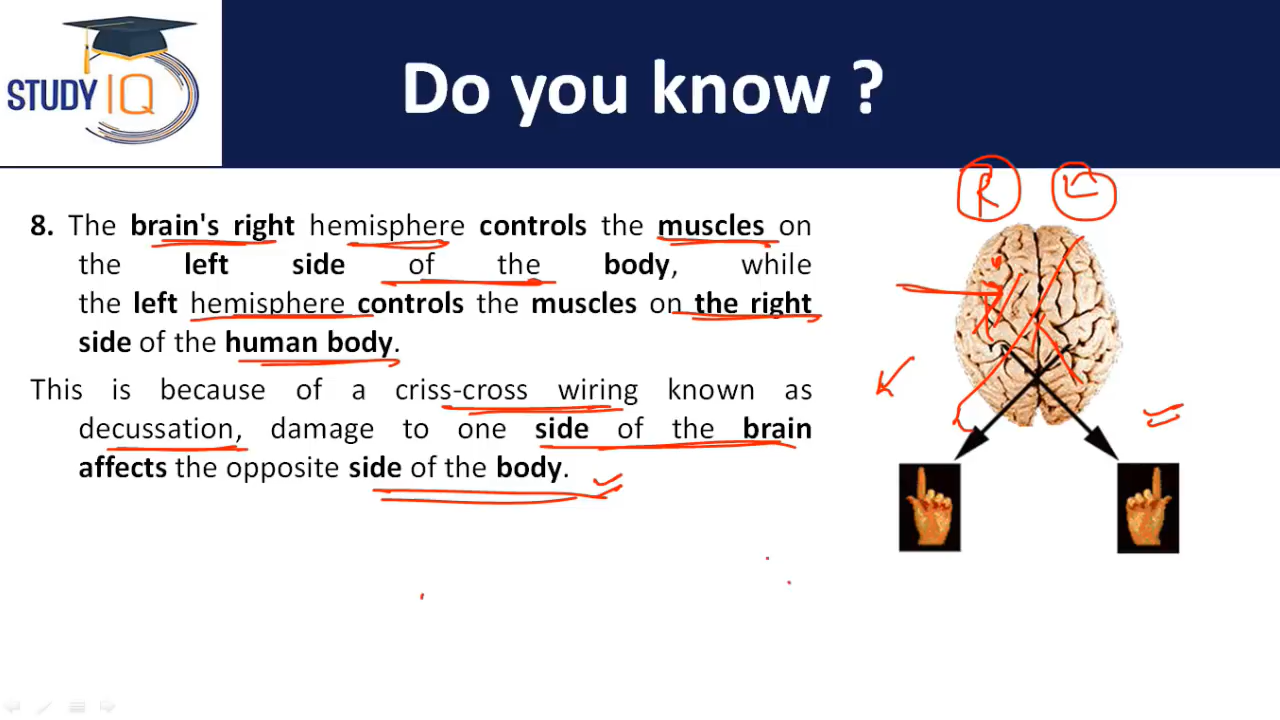 STUDY IQ
Do you know ?
8. The brain's right hemisphere controls the muscles on
the left side of the body, while
the left hemisphere controls the muscles on the right
side of the human body.
This is because of a criss-cross wiring known as
decussation, damage to one side of the brain
affects the opposite side of the body.
R